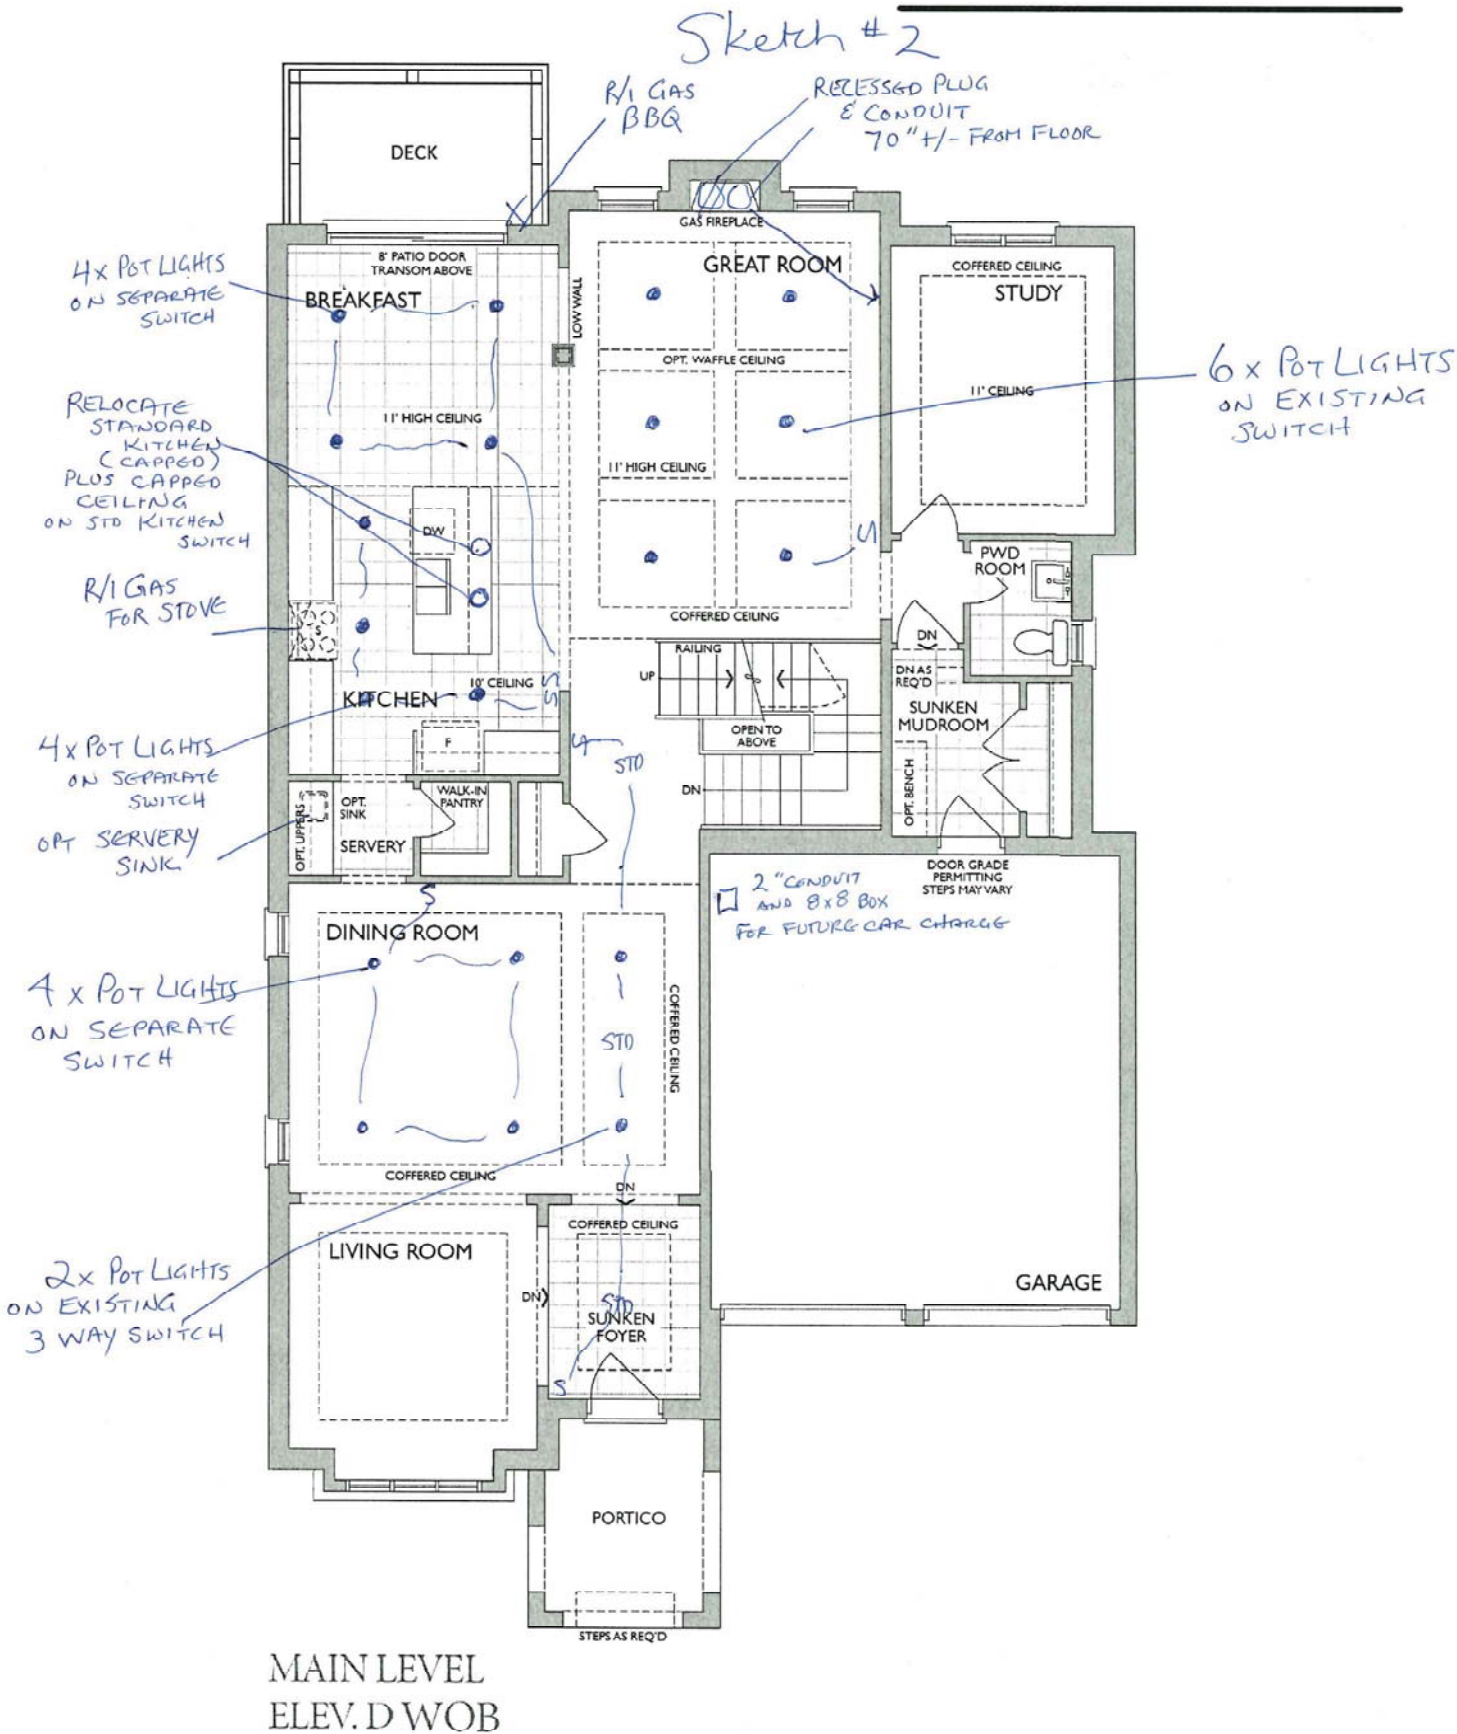 Sketch #2
R/I GAS
BBQ
RECESSED PLUG
& CONDUIT
70" +/- FROM FLOOR
DECK
GAS FIREPLACE
8' PATIO DOOR
TRANSOM ABOVE
BREAKFAST
4 x POT LIGHTS
ON SEPARATE
SWITCH
LOW WALL
GREAT ROOM
COFFERED CEILING
STUDY
OPT. WAFFLE CEILING
11' CEILING
6 x POT LIGHTS
ON EXISTING
SWITCH
RELOCATE
STANDARD
KITCHEN
(CAPPED)
PLUS CAPPED
CEILING
ON STD KITCHEN
SWITCH
11' HIGH CEILING
11' HIGH CEILING
DW
S
PWD
ROOM
R/I GAS
FOR STOVE
S
COFFERED CEILING
RAILING
UP
DN
DN AS
REQ'D
10' CEILING
KITCHEN
S
S
SUNKEN
MUDROOM
OPEN TO
ABOVE
F
4 x POT LIGHTS
ON SEPARATE
SWITCH
S
STD
DN
OPT. BENCH
WALK-IN
PANTRY
OPT.
SINK
OPT. UPPERS
SERVERY
OPT SERVERY
SINK
DOOR GRADE
PERMITTING
STEPS MAY VARY
2" CONDUIT
AND 8x8 BOX
FOR FUTURE CAR CHARGE
S
DINING ROOM
4 x POT LIGHTS
ON SEPARATE
SWITCH
STD
COFFERED CEILING
COFFERED CEILING
DN
COFFERED CEILING
LIVING ROOM
2 x POT LIGHTS
ON EXISTING
3 WAY SWITCH
DN
STD
SUNKEN
FOYER
S
GARAGE
PORTICO
STEPS AS REQ'D
MAIN LEVEL
ELEV. D WOB